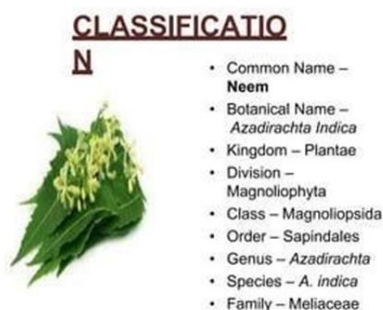 CLASSIFICATIO
N
• Common Name –
Neem
• Botanical Name –
Azadirachta Indica
• Kingdom – Plantae
• Division –
Magnoliophyta
• Class – Magnoliopsida
• Order – Sapindales
• Genus – Azadirachta
• Species – A. indica
• Family – Meliaceae